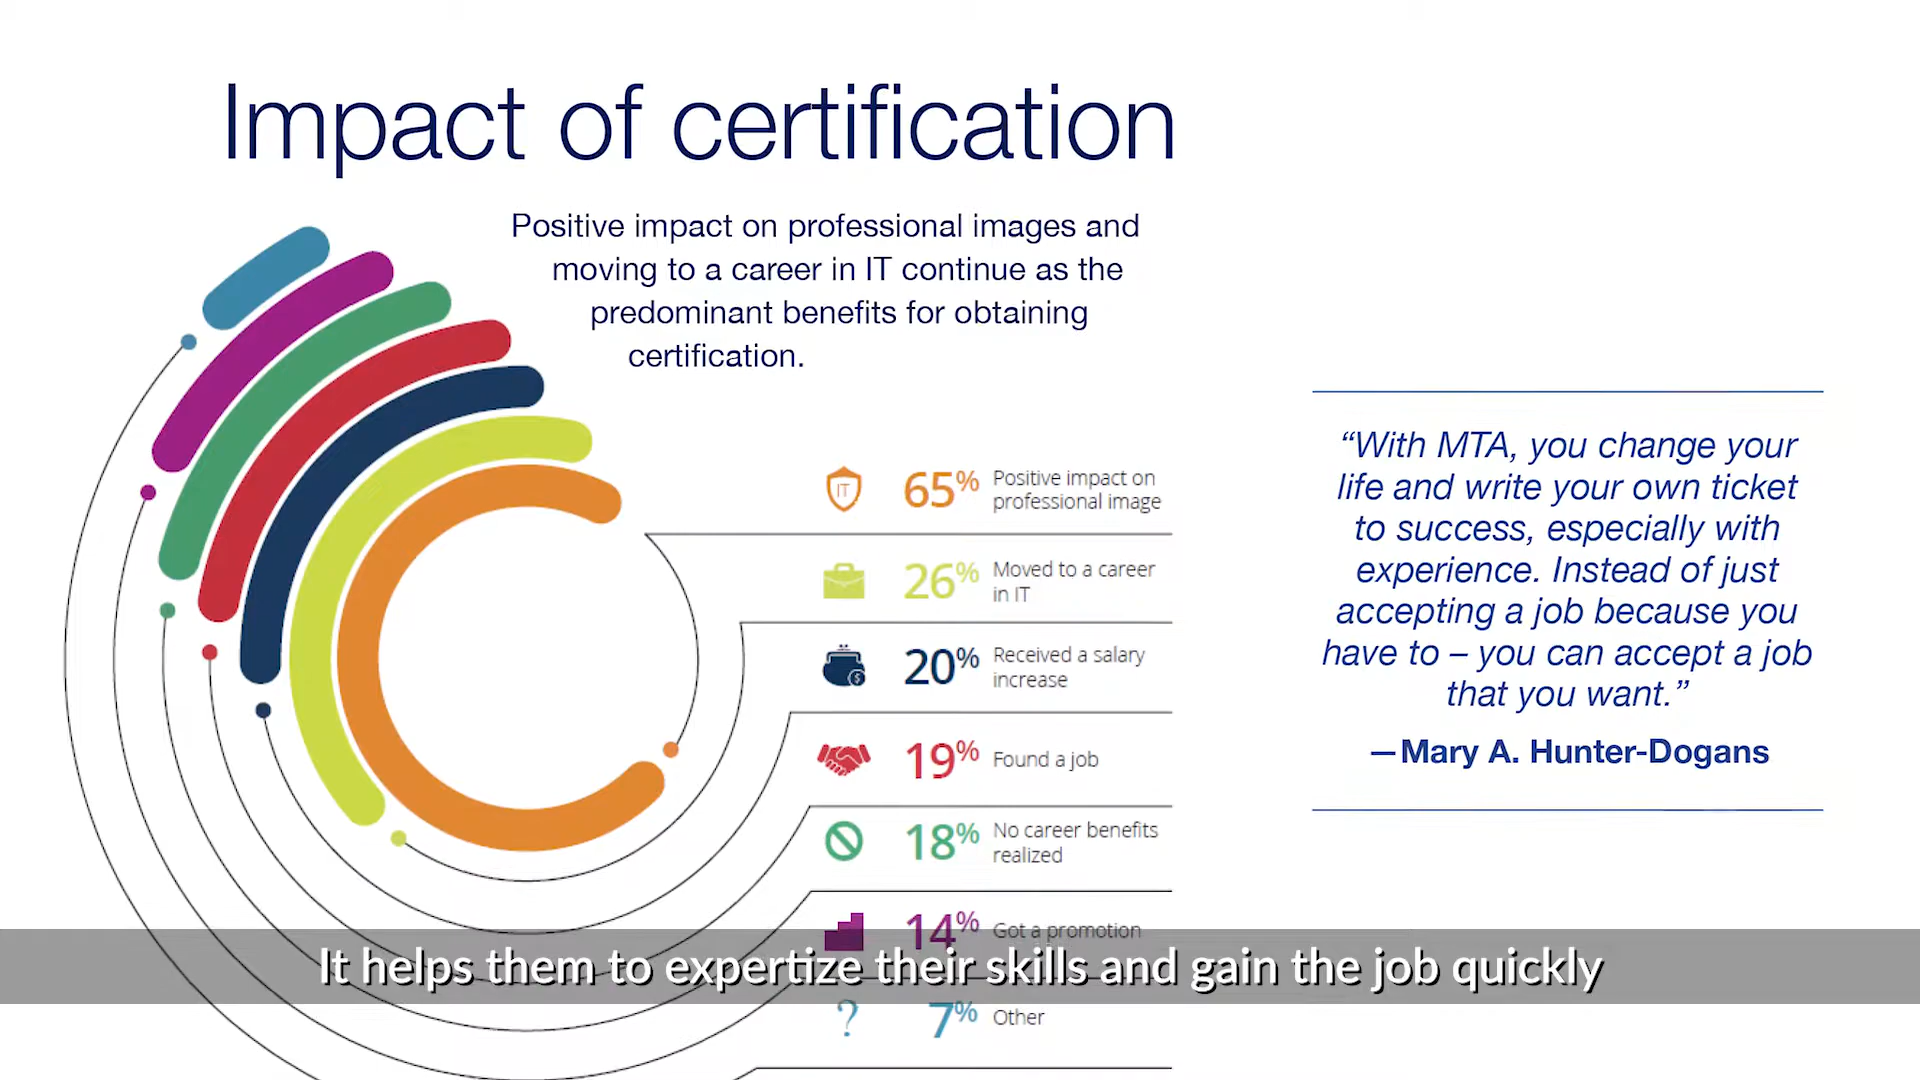 Impact of certification
Positive impact on professional images and
moving to a career in IT continue as the
predominant benefits for obtaining
certification.
IT
65% Positive impact on
professional image
26% Moved to a career
in IT
20% Received a salary
increase
$
19% Found a job
18% No career benefits
realized
14% Got a promotion
? 7% Other
“With MTA, you change your
life and write your own ticket
to success, especially with
experience. Instead of just
accepting a job because you
have to – you can accept a job
that you want.”
—Mary A. Hunter-Dogans
It helps them to expertize their skills and gain the job quickly